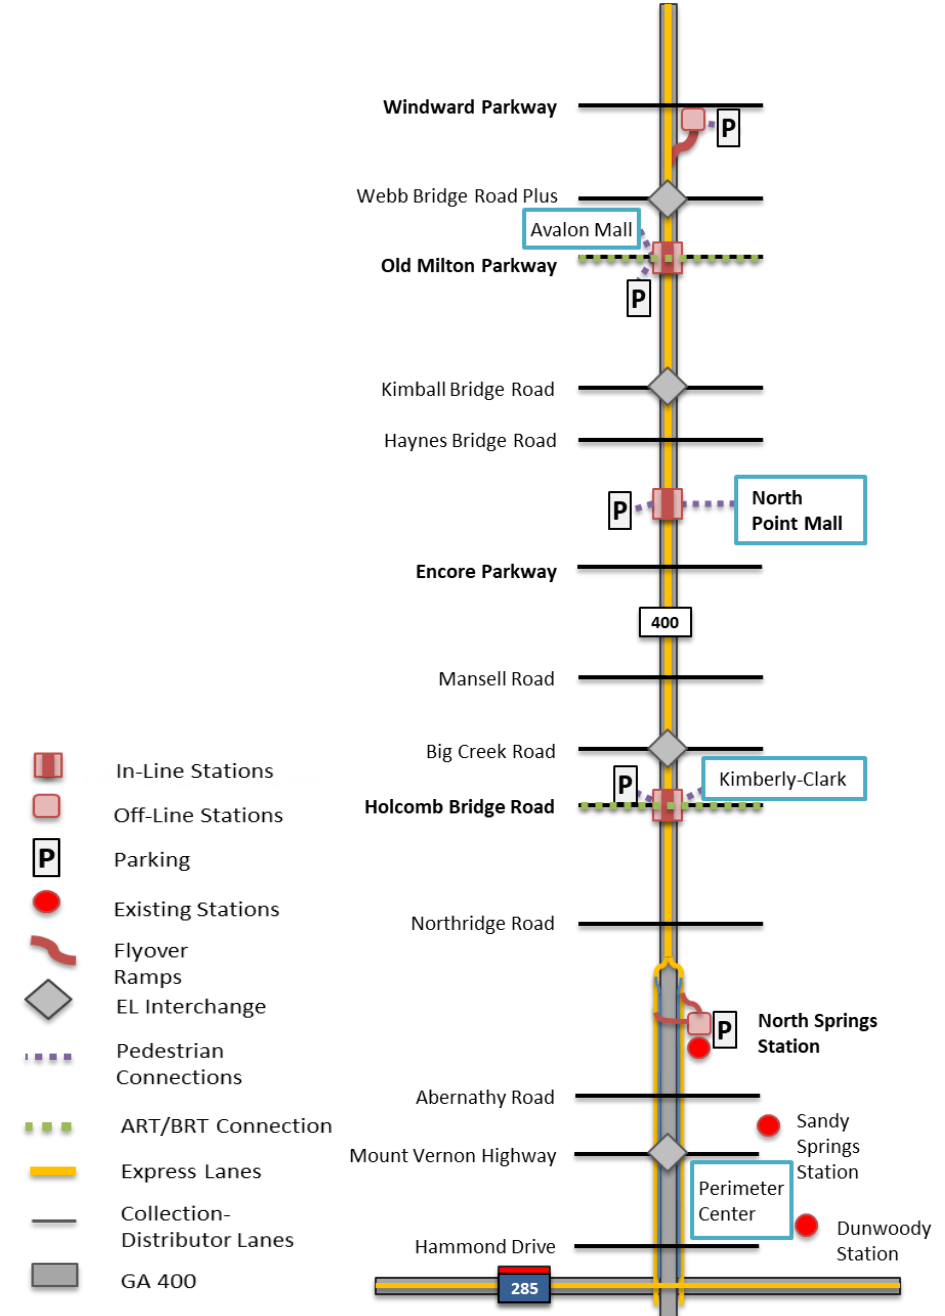 Windward Parkway
P
Webb Bridge Road Plus
Avalon Mall
Old Milton Parkway
P
Kimball Bridge Road
Haynes Bridge Road
North
Point Mall
P
Encore Parkway
400
Mansell Road
Big Creek Road
Kimberly-Clark
P
Holcomb Bridge Road
Northridge Road
North Springs
Station
P
Abernathy Road
Sandy
Springs
Station
Mount Vernon Highway
Perimeter
Center
Dunwoody
Station
Hammond Drive
285
In-Line Stations
Off-Line Stations
P
Parking
Existing Stations
Flyover
Ramps
EL Interchange
Pedestrian
Connections
ART/BRT Connection
Express Lanes
Collection-
Distributor Lanes
GA 400